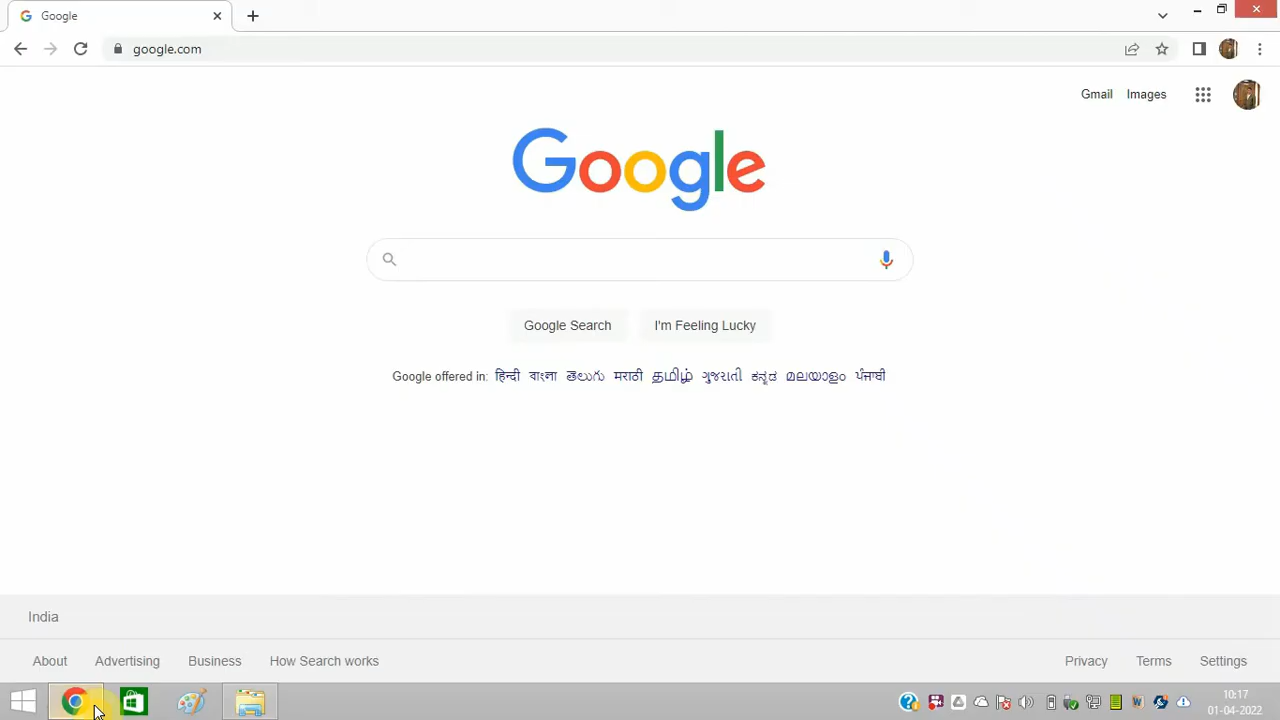 Google
google.com
Gmail Images
Google
Google Search I'm Feeling Lucky
Google offered in: हिन्दी বাংলা తెలుగు मराठी தமிழ் ગુજરાતી ಕನ್ನಡ മലയാളം ਪੰਜਾਬੀ
India
About Advertising Business How Search works Privacy Terms Settings
10:17
01-04-2022